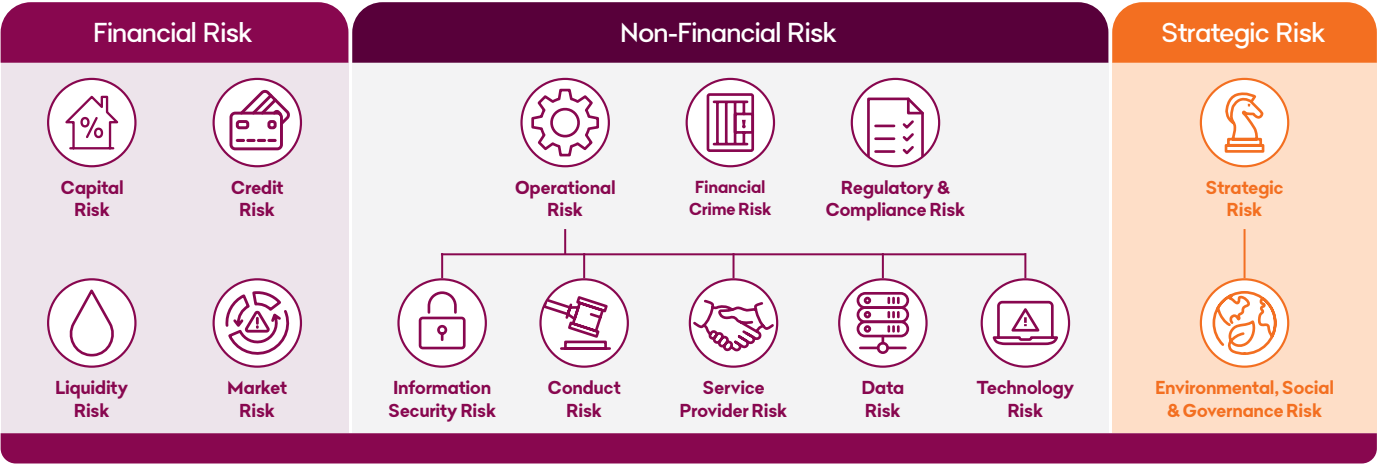 Financial Risk
Non-Financial Risk
Strategic Risk
%
Capital
Risk
Credit
Risk
Operational
Risk
Financial
Crime Risk
Regulatory &
Compliance Risk
Strategic
Risk
Liquidity
Risk
Market
Risk
Information
Security Risk
Conduct
Risk
Service
Provider Risk
Data
Risk
Technology
Risk
Environmental, Social
& Governance Risk